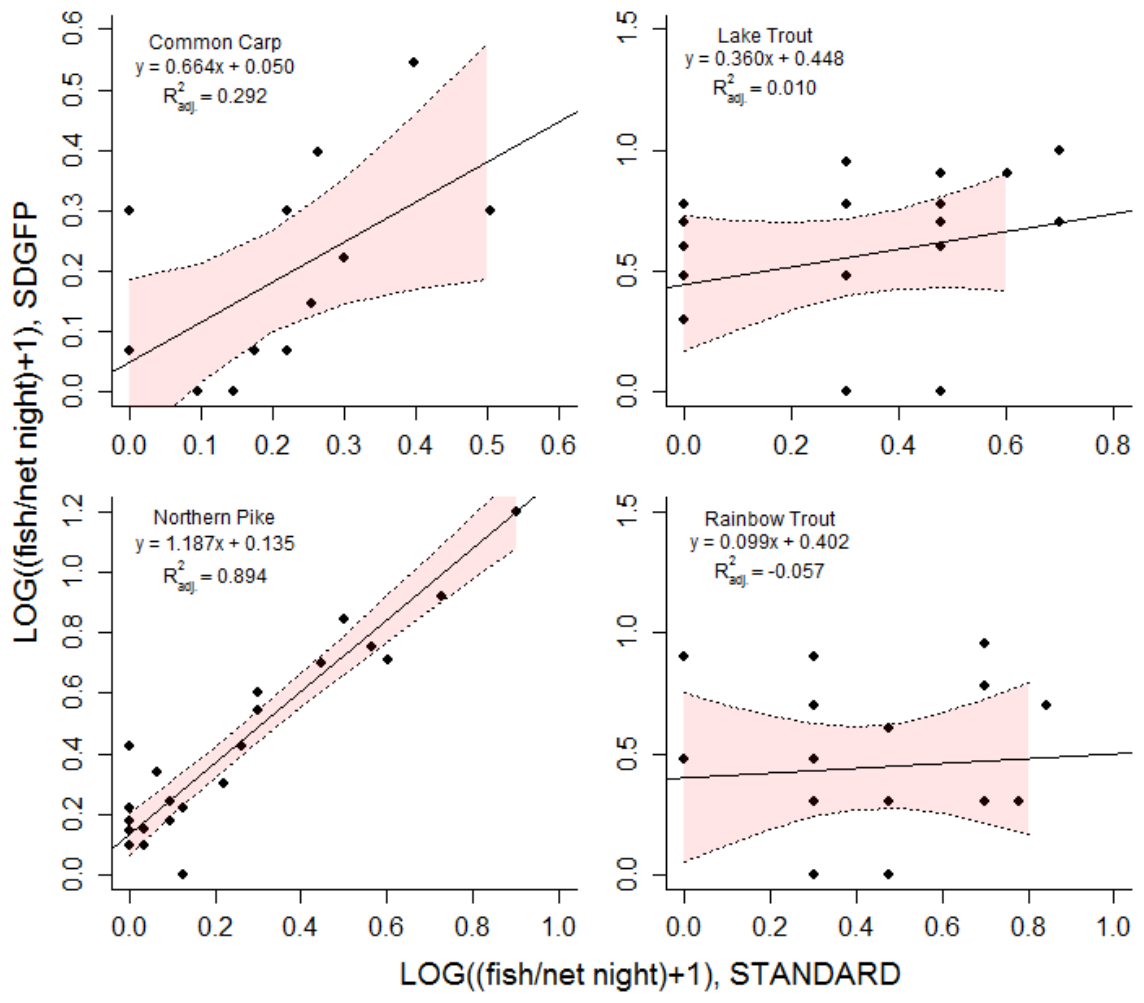 LOG((fish/net night)+1), SDGFP
Common Carp
y = 0.664x + 0.050
R²adj. = 0.292
0.0 0.1 0.2 0.3 0.4 0.5 0.6
0.0 0.1 0.2 0.3 0.4 0.5 0.6
Lake Trout
y = 0.360x + 0.448
R²adj. = 0.010
0.0 0.5 1.0 1.5
0.0 0.2 0.4 0.6 0.8
Northern Pike
y = 1.187x + 0.135
R²adj. = 0.894
0.0 0.2 0.4 0.6 0.8 1.0 1.2
0.0 0.2 0.4 0.6 0.8 1.0
Rainbow Trout
y = 0.099x + 0.402
R²adj. = -0.057
0.0 0.5 1.0 1.5
0.0 0.2 0.4 0.6 0.8 1.0
LOG((fish/net night)+1), STANDARD